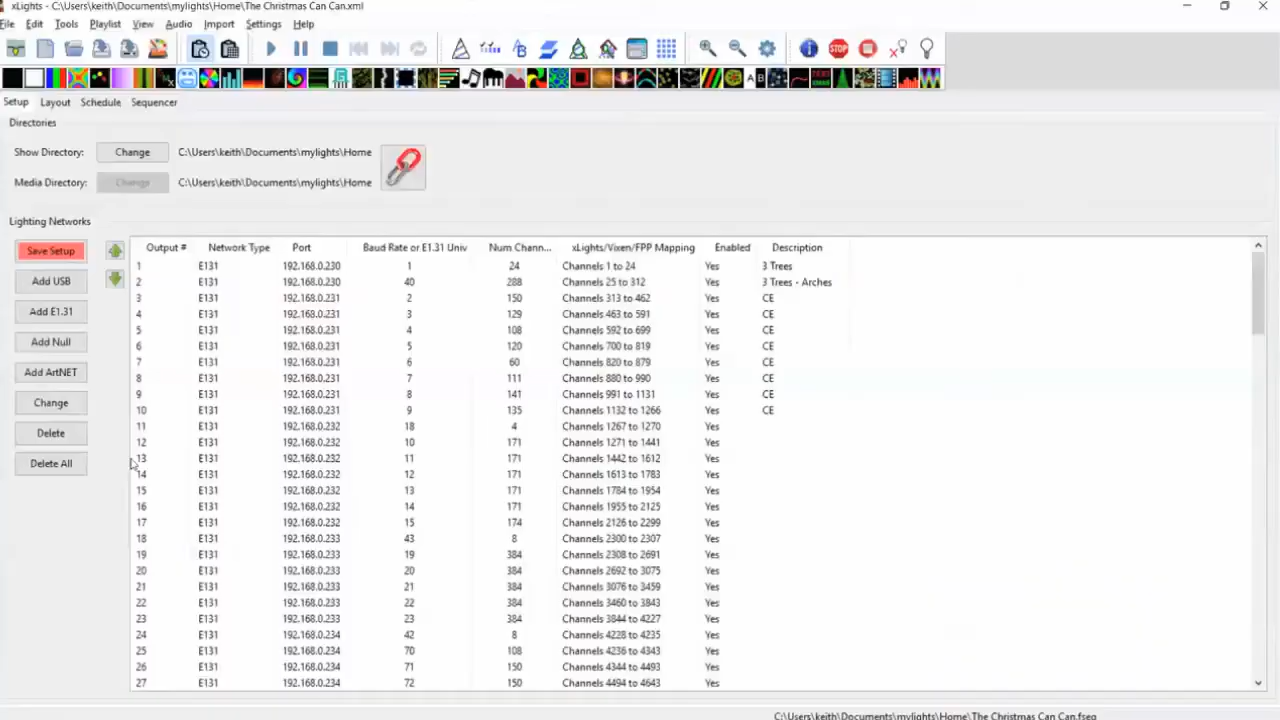 xLights - C:\Users\keith\Documents\mylights\Home\The Christmas Can Can.xml
File Edit Tools Playlist View Audio Import Settings Help
STOP
Setup Layout Schedule Sequencer
Directories
Show Directory: Change C:\Users\keith\Documents\mylights\Home
Media Directory: Change C:\Users\keith\Documents\mylights\Home
Lighting Networks
Save Setup
Add USB
Add E1.31
Add Null
Add ArtNET
Change
Delete
Delete All
Output # Network Type Port Baud Rate or E1.31 Univ Num Chann... xLights/Vixen/FPP Mapping Enabled Description
1 E131 192.168.0.230 1 24 Channels 1 to 24 Yes 3 Trees
2 E131 192.168.0.230 40 288 Channels 25 to 312 Yes 3 Trees - Arches
3 E131 192.168.0.231 2 150 Channels 313 to 462 Yes CE
4 E131 192.168.0.231 3 129 Channels 463 to 591 Yes CE
5 E131 192.168.0.231 4 108 Channels 592 to 699 Yes CE
6 E131 192.168.0.231 5 120 Channels 700 to 819 Yes CE
7 E131 192.168.0.231 6 60 Channels 820 to 879 Yes CE
8 E131 192.168.0.231 7 111 Channels 880 to 990 Yes CE
9 E131 192.168.0.231 8 141 Channels 991 to 1131 Yes CE
10 E131 192.168.0.231 9 135 Channels 1132 to 1266 Yes CE
11 E131 192.168.0.232 18 4 Channels 1267 to 1270 Yes
12 E131 192.168.0.232 10 171 Channels 1271 to 1441 Yes
13 E131 192.168.0.232 11 171 Channels 1442 to 1612 Yes
14 E131 192.168.0.232 12 171 Channels 1613 to 1783 Yes
15 E131 192.168.0.232 13 171 Channels 1784 to 1954 Yes
16 E131 192.168.0.232 14 171 Channels 1955 to 2125 Yes
17 E131 192.168.0.232 15 174 Channels 2126 to 2299 Yes
18 E131 192.168.0.233 43 8 Channels 2300 to 2307 Yes
19 E131 192.168.0.233 19 384 Channels 2308 to 2691 Yes
20 E131 192.168.0.233 20 384 Channels 2692 to 3075 Yes
21 E131 192.168.0.233 21 384 Channels 3076 to 3459 Yes
22 E131 192.168.0.233 22 384 Channels 3460 to 3843 Yes
23 E131 192.168.0.233 23 384 Channels 3844 to 4227 Yes
24 E131 192.168.0.234 42 8 Channels 4228 to 4235 Yes
25 E131 192.168.0.234 70 108 Channels 4236 to 4343 Yes
26 E131 192.168.0.234 71 150 Channels 4344 to 4493 Yes
27 E131 192.168.0.234 72 150 Channels 4494 to 4643 Yes
C:\Users\keith\Documents\mylights\Home\The Christmas Can Can.fseq